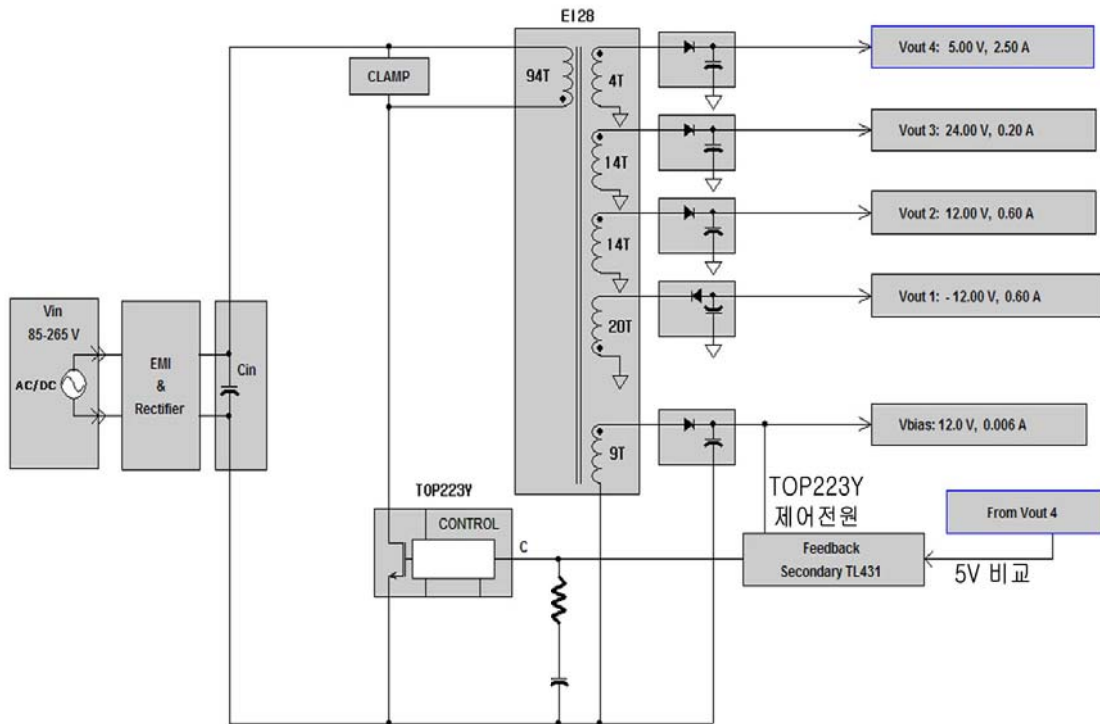 EI28
94T
4T
14T
14T
20T
9T
CLAMP
Vout 4: 5.00 V, 2.50 A
Vout 3: 24.00 V, 0.20 A
Vout 2: 12.00 V, 0.60 A
Vout 1: - 12.00 V, 0.60 A
Vbias: 12.0 V, 0.006 A
Vin
85-265 V
AC/DC
EMI
&
Rectifier
Cin
TOP223Y
CONTROL
C
TOP223Y
제어전원
Feedback
Secondary TL431
From Vout 4
5V 비교